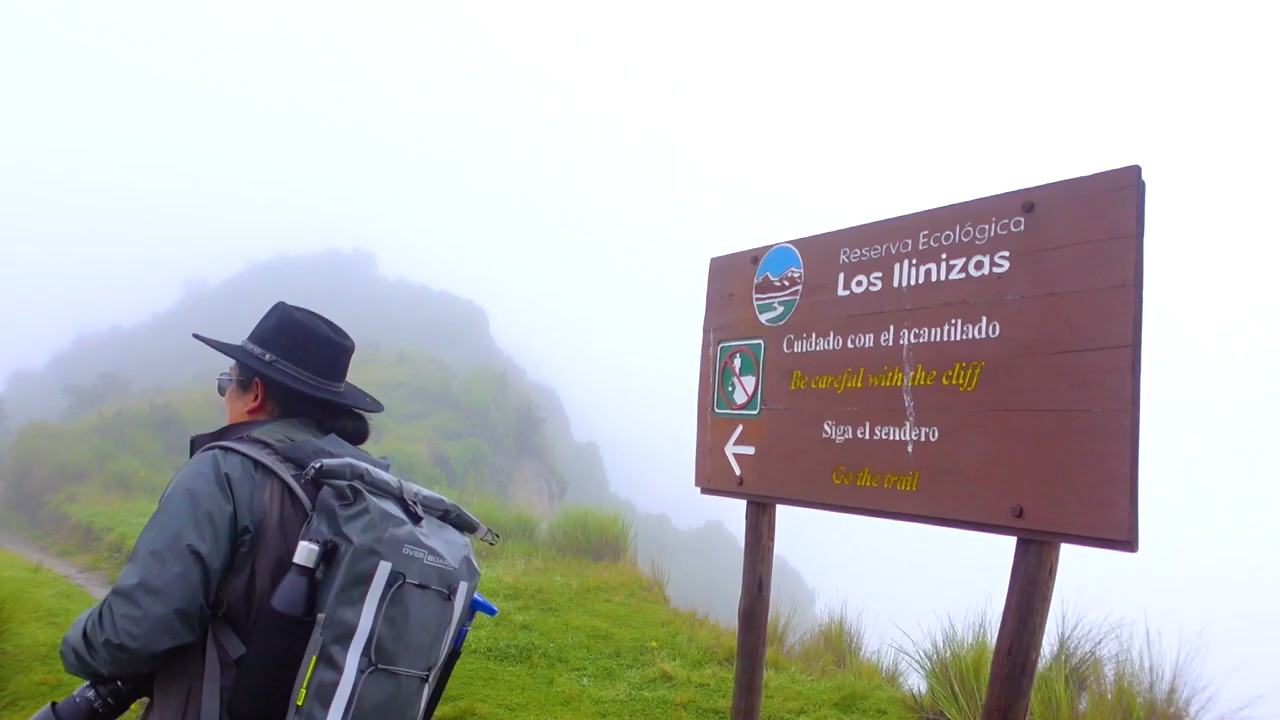 Reserva Ecológica
Los Ilinizas
Cuidado con el acantilado
Be careful with the cliff
Siga el sendero
Go the trail
OVERBOARD